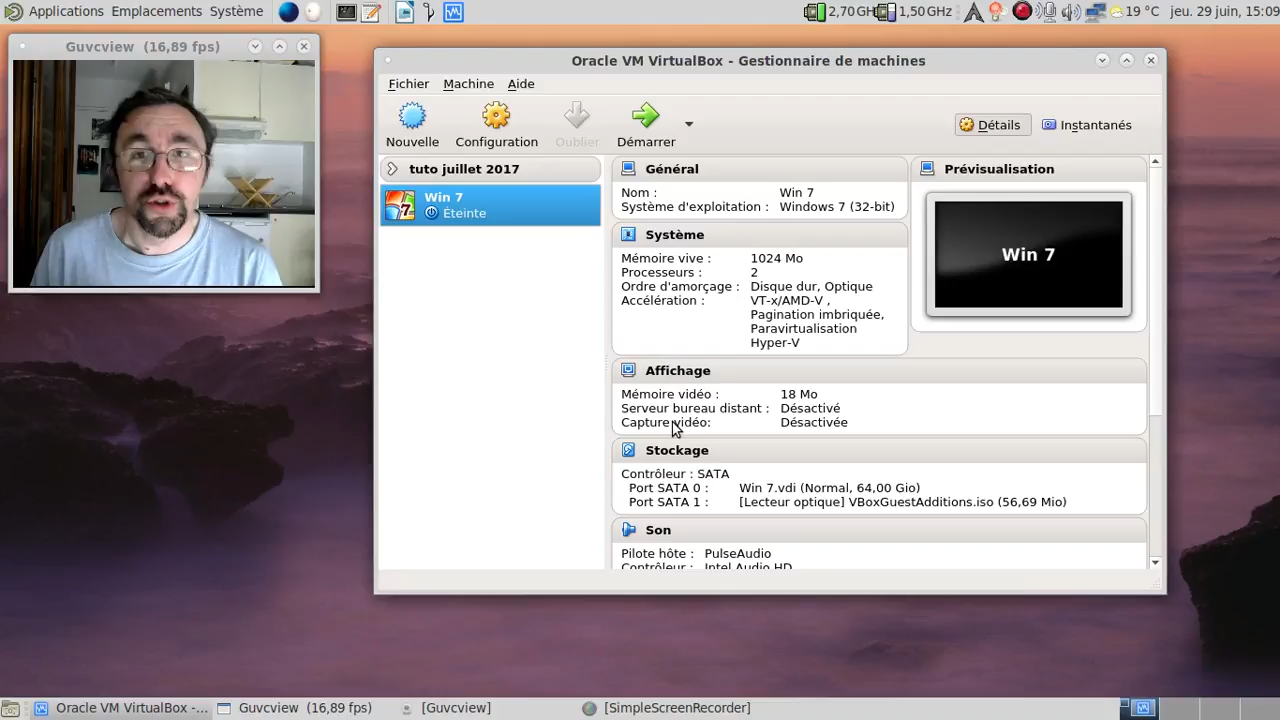 Applications Emplacements Système
2,70 GH 1,50 GHz 19 °C jeu. 29 juin, 15:09
Guvcview (16,89 fps)
Oracle VM VirtualBox - Gestionnaire de machines
Fichier Machine Aide
Nouvelle Configuration Oublier Démarrer Détails Instantanés
tuto juillet 2017
Win 7
Éteinte
Général
Nom : Win 7
Système d'exploitation : Windows 7 (32-bit)
Système
Mémoire vive : 1024 Mo
Processeurs : 2
Ordre d'amorçage : Disque dur, Optique
Accélération : VT-x/AMD-V ,
Pagination imbriquée,
Paravirtualisation
Hyper-V
Prévisualisation
Win 7
Affichage
Mémoire vidéo : 18 Mo
Serveur bureau distant : Désactivé
Capture vidéo: Désactivée
Stockage
Contrôleur : SATA
Port SATA 0 : Win 7.vdi (Normal, 64,00 Gio)
Port SATA 1 : [Lecteur optique] VBoxGuestAdditions.iso (56,69 Mio)
Son
Pilote hôte : PulseAudio
Contrôleur : Intel Audio HD
Oracle VM VirtualBox -... Guvcview (16,89 fps) [Guvcview] [SimpleScreenRecorder]